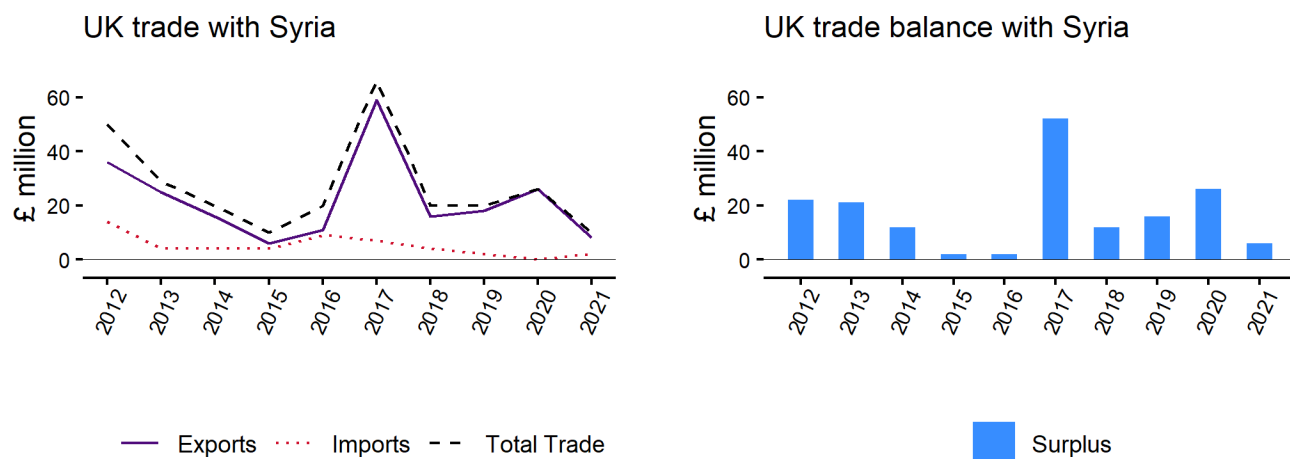 UK trade with Syria
£ million
60
40
20
0
2012 2013 2014 2015 2016 2017 2018 2019 2020 2021
Exports Imports Total Trade
UK trade balance with Syria
£ million
60
40
20
0
2012 2013 2014 2015 2016 2017 2018 2019 2020 2021
Surplus